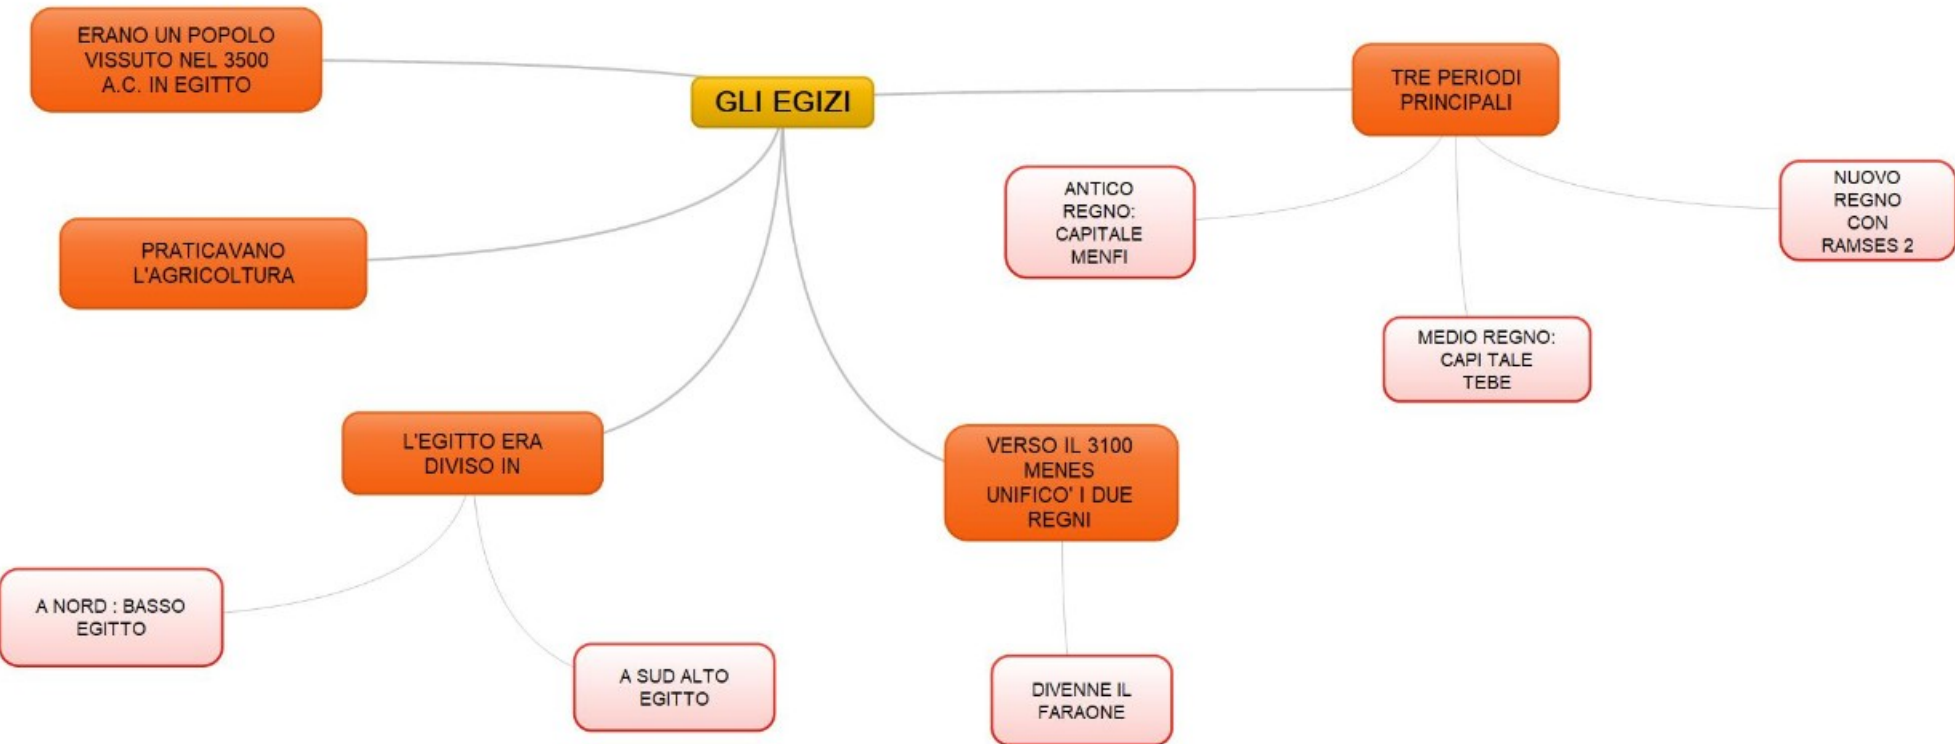 ERANO UN POPOLO
VISSUTO NEL 3500
A.C. IN EGITTO
GLI EGIZI
TRE PERIODI
PRINCIPALI
ANTICO
REGNO:
CAPITALE
MENFI
NUOVO
REGNO
CON
RAMSES 2
PRATICAVANO
L'AGRICOLTURA
MEDIO REGNO:
CAPI TALE
TEBE
L'EGITTO ERA
DIVISO IN
VERSO IL 3100
MENES
UNIFICO' I DUE
REGNI
A NORD : BASSO
EGITTO
A SUD ALTO
EGITTO
DIVENNE IL
FARAONE